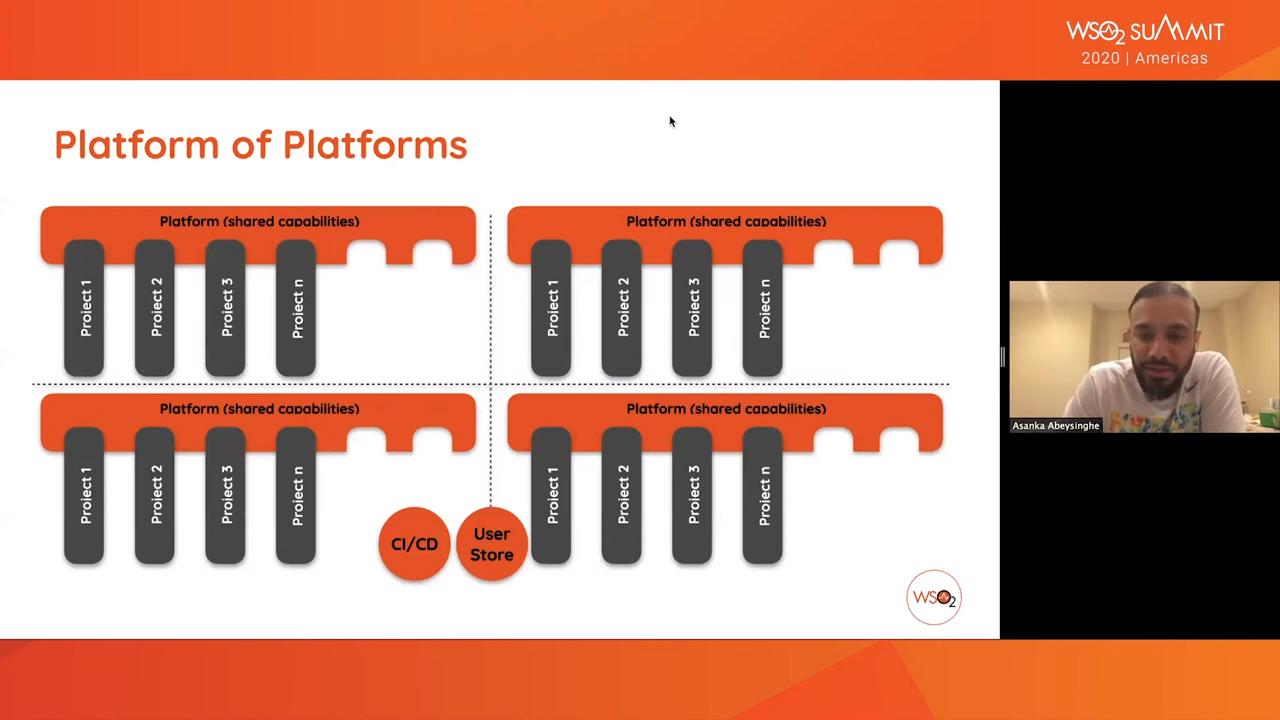 WSO2 SUMMIT
2020 | Americas
Platform of Platforms
Platform (shared capabilities)
Project 1
Project 2
Project 3
Project n
Platform (shared capabilities)
Project 1
Project 2
Project 3
Project n
Platform (shared capabilities)
Project 1
Project 2
Project 3
Project n
Platform (shared capabilities)
Project 1
Project 2
Project 3
Project n
CI/CD
User
Store
WSO2
Asanka Abeysinghe